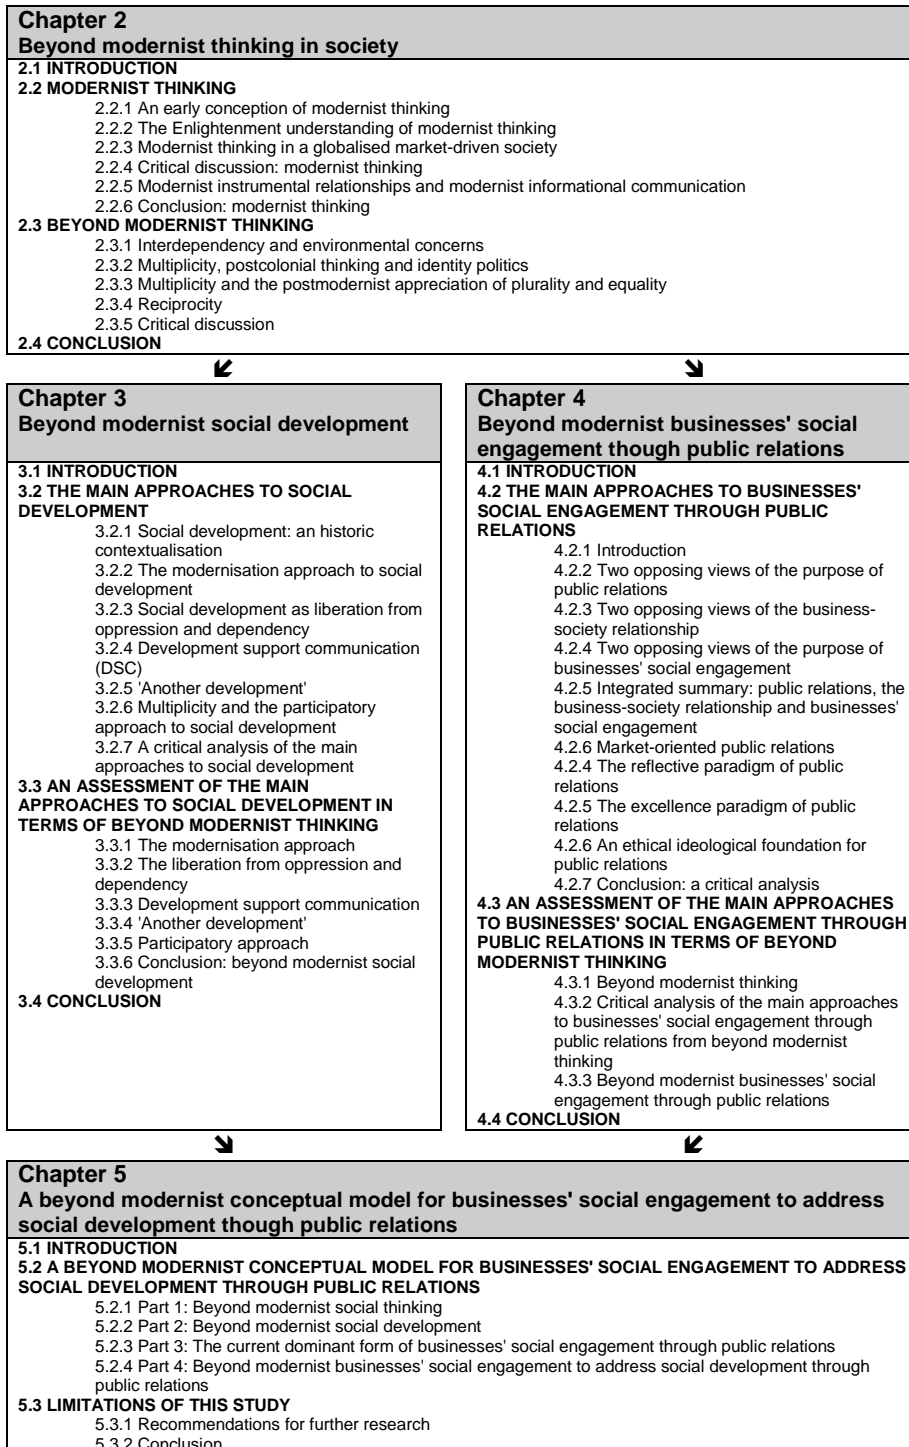 Chapter 2
Beyond modernist thinking in society
2.1 INTRODUCTION
2.2 MODERNIST THINKING
2.2.1 An early conception of modernist thinking
2.2.2 The Enlightenment understanding of modernist thinking
2.2.3 Modernist thinking in a globalised market-driven society
2.2.4 Critical discussion: modernist thinking
2.2.5 Modernist instrumental relationships and modernist informational communication
2.2.6 Conclusion: modernist thinking
2.3 BEYOND MODERNIST THINKING
2.3.1 Interdependency and environmental concerns
2.3.2 Multiplicity, postcolonial thinking and identity politics
2.3.3 Multiplicity and the postmodernist appreciation of plurality and equality
2.3.4 Reciprocity
2.3.5 Critical discussion
2.4 CONCLUSION
Chapter 3
Beyond modernist social development
3.1 INTRODUCTION
3.2 THE MAIN APPROACHES TO SOCIAL
DEVELOPMENT
3.2.1 Social development: an historic
contextualisation
3.2.2 The modernisation approach to social
development
3.2.3 Social development as liberation from
oppression and dependency
3.2.4 Development support communication
(DSC)
3.2.5 'Another development'
3.2.6 Multiplicity and the participatory
approach to social development
3.2.7 A critical analysis of the main
approaches to social development
3.3 AN ASSESSMENT OF THE MAIN
APPROACHES TO SOCIAL DEVELOPMENT IN
TERMS OF BEYOND MODERNIST THINKING
3.3.1 The modernisation approach
3.3.2 The liberation from oppression and
dependency
3.3.3 Development support communication
3.3.4 'Another development'
3.3.5 Participatory approach
3.3.6 Conclusion: beyond modernist social
development
3.4 CONCLUSION
Chapter 4
Beyond modernist businesses' social
engagement though public relations
4.1 INTRODUCTION
4.2 THE MAIN APPROACHES TO BUSINESSES'
SOCIAL ENGAGEMENT THROUGH PUBLIC
RELATIONS
4.2.1 Introduction
4.2.2 Two opposing views of the purpose of
public relations
4.2.3 Two opposing views of the business-
society relationship
4.2.4 Two opposing views of the purpose of
businesses' social engagement
4.2.5 Integrated summary: public relations, the
business-society relationship and businesses'
social engagement
4.2.6 Market-oriented public relations
4.2.4 The reflective paradigm of public
relations
4.2.5 The excellence paradigm of public
relations
4.2.6 An ethical ideological foundation for
public relations
4.2.7 Conclusion: a critical analysis
4.3 AN ASSESSMENT OF THE MAIN APPROACHES
TO BUSINESSES' SOCIAL ENGAGEMENT THROUGH
PUBLIC RELATIONS IN TERMS OF BEYOND
MODERNIST THINKING
4.3.1 Beyond modernist thinking
4.3.2 Critical analysis of the main approaches
to businesses' social engagement through
public relations from beyond modernist
thinking
4.3.3 Beyond modernist businesses' social
engagement through public relations
4.4 CONCLUSION
Chapter 5
A beyond modernist conceptual model for businesses' social engagement to address
social development though public relations
5.1 INTRODUCTION
5.2 A BEYOND MODERNIST CONCEPTUAL MODEL FOR BUSINESSES' SOCIAL ENGAGEMENT TO ADDRESS
SOCIAL DEVELOPMENT THROUGH PUBLIC RELATIONS
5.2.1 Part 1: Beyond modernist social thinking
5.2.2 Part 2: Beyond modernist social development
5.2.3 Part 3: The current dominant form of businesses' social engagement through public relations
5.2.4 Part 4: Beyond modernist businesses' social engagement to address social development through
public relations
5.3 LIMITATIONS OF THIS STUDY
5.3.1 Recommendations for further research
5.3.2 Conclusion